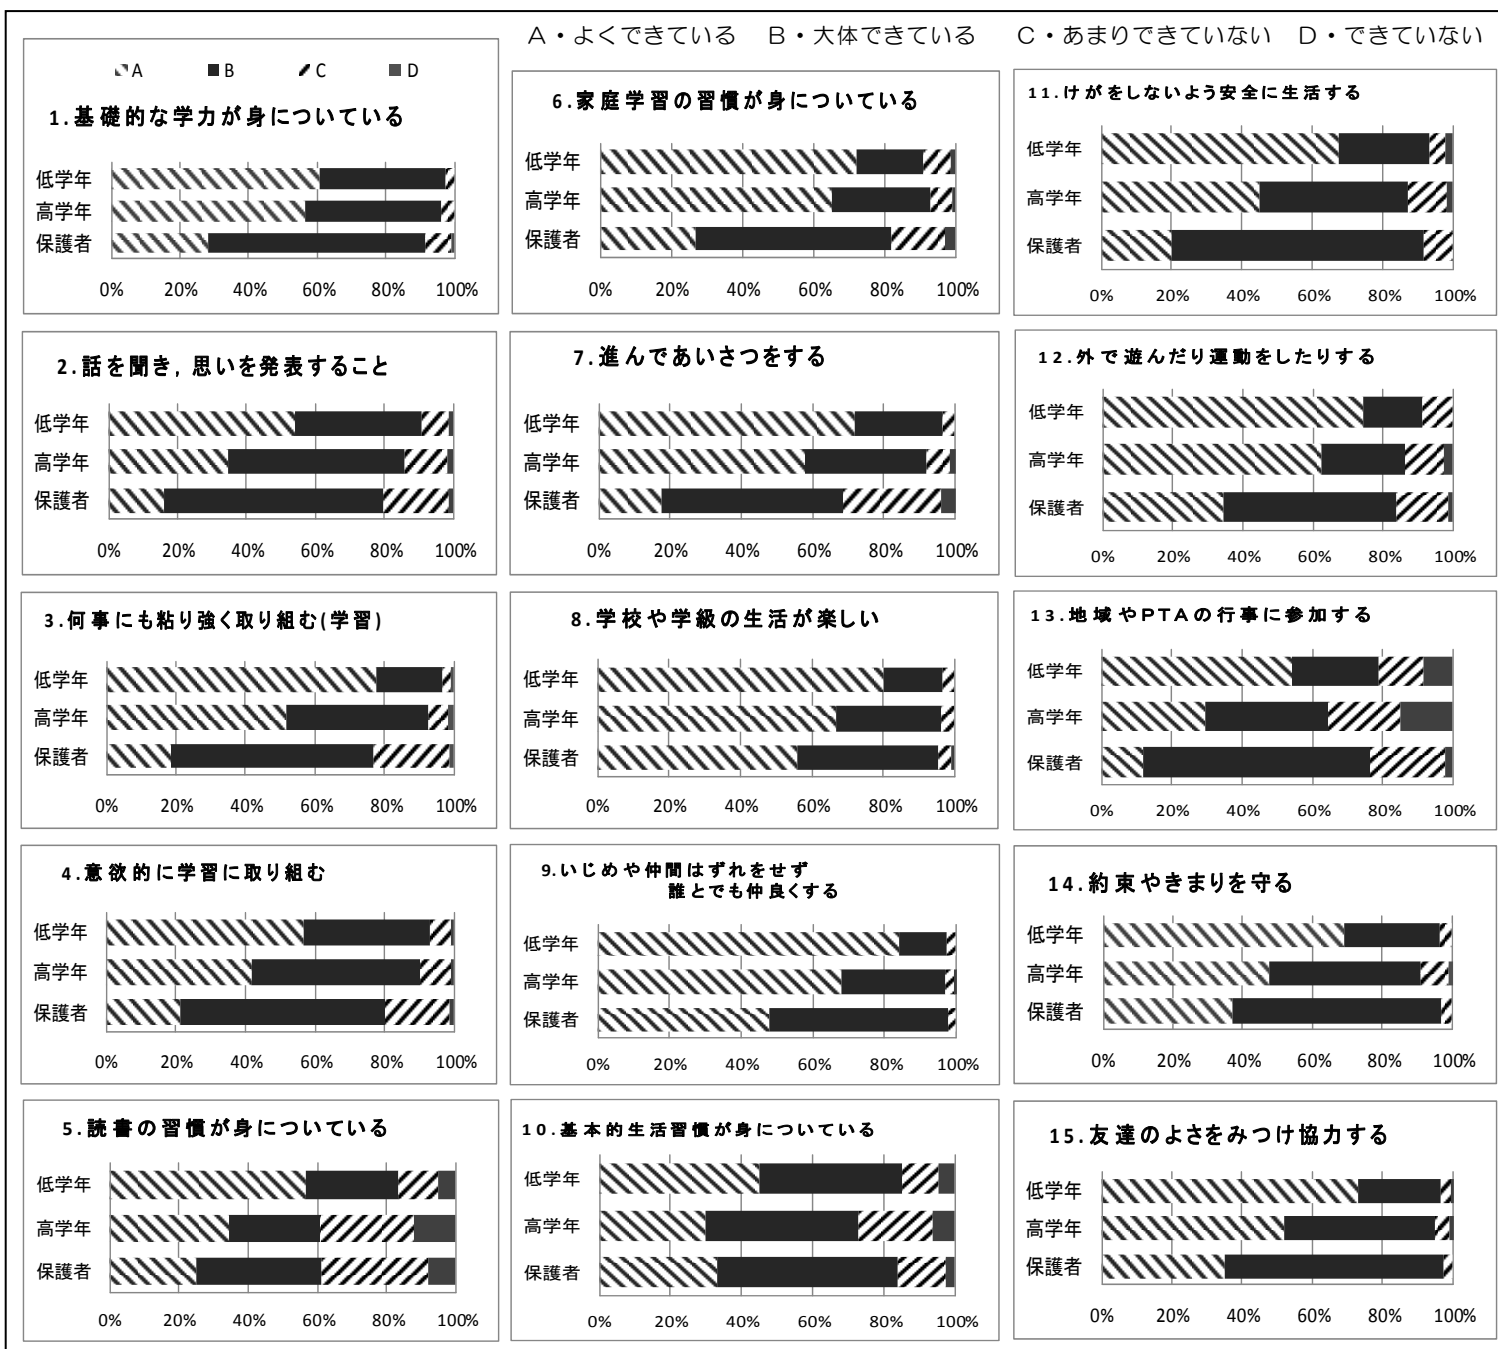 A・よくできている B・大体できている C・あまりできていない D・できていない
A B C D
1.基礎的な学力が身についている
低学年
高学年
保護者
0% 20% 40% 60% 80% 100%
2.話を聞き,思いを発表すること
低学年
高学年
保護者
0% 20% 40% 60% 80% 100%
3.何事にも粘り強く取り組む(学習)
低学年
高学年
保護者
0% 20% 40% 60% 80% 100%
4.意欲的に学習に取り組む
低学年
高学年
保護者
0% 20% 40% 60% 80% 100%
5.読書の習慣が身についている
低学年
高学年
保護者
0% 20% 40% 60% 80% 100%
6.家庭学習の習慣が身についている
低学年
高学年
保護者
0% 20% 40% 60% 80% 100%
7.進んであいさつをする
低学年
高学年
保護者
0% 20% 40% 60% 80% 100%
8.学校や学級の生活が楽しい
低学年
高学年
保護者
0% 20% 40% 60% 80% 100%
9.いじめや仲間はずれをせず
誰とでも仲良くする
低学年
高学年
保護者
0% 20% 40% 60% 80% 100%
10.基本的生活習慣が身についている
低学年
高学年
保護者
0% 20% 40% 60% 80% 100%
11.けがをしないよう安全に生活する
低学年
高学年
保護者
0% 20% 40% 60% 80% 100%
12.外で遊んだり運動をしたりする
低学年
高学年
保護者
0% 20% 40% 60% 80% 100%
13.地域やPTAの行事に参加する
低学年
高学年
保護者
0% 20% 40% 60% 80% 100%
14.約束やきまりを守る
低学年
高学年
保護者
0% 20% 40% 60% 80% 100%
15.友達のよさをみつけ協力する
低学年
高学年
保護者
0% 20% 40% 60% 80% 100%